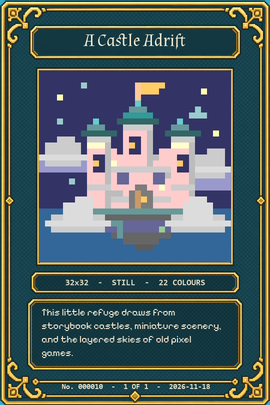 A Castle Adrift
32x32 - STILL - 22 COLOURS
This little refuge draws from
storybook castles, miniature scenery,
and the layered skies of old pixel
games.
No. 000010 - 1 OF 1 - 2026-11-18